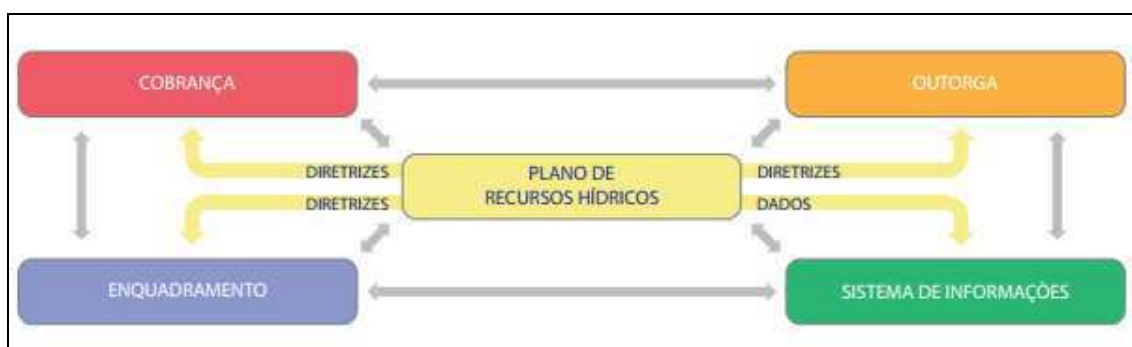 COBRANÇA
OUTORGA
DIRETRIZES
PLANO DE
RECURSOS HÍDRICOS
DIRETRIZES
DIRETRIZES
DADOS
ENQUADRAMENTO
SISTEMA DE INFORMAÇÕES